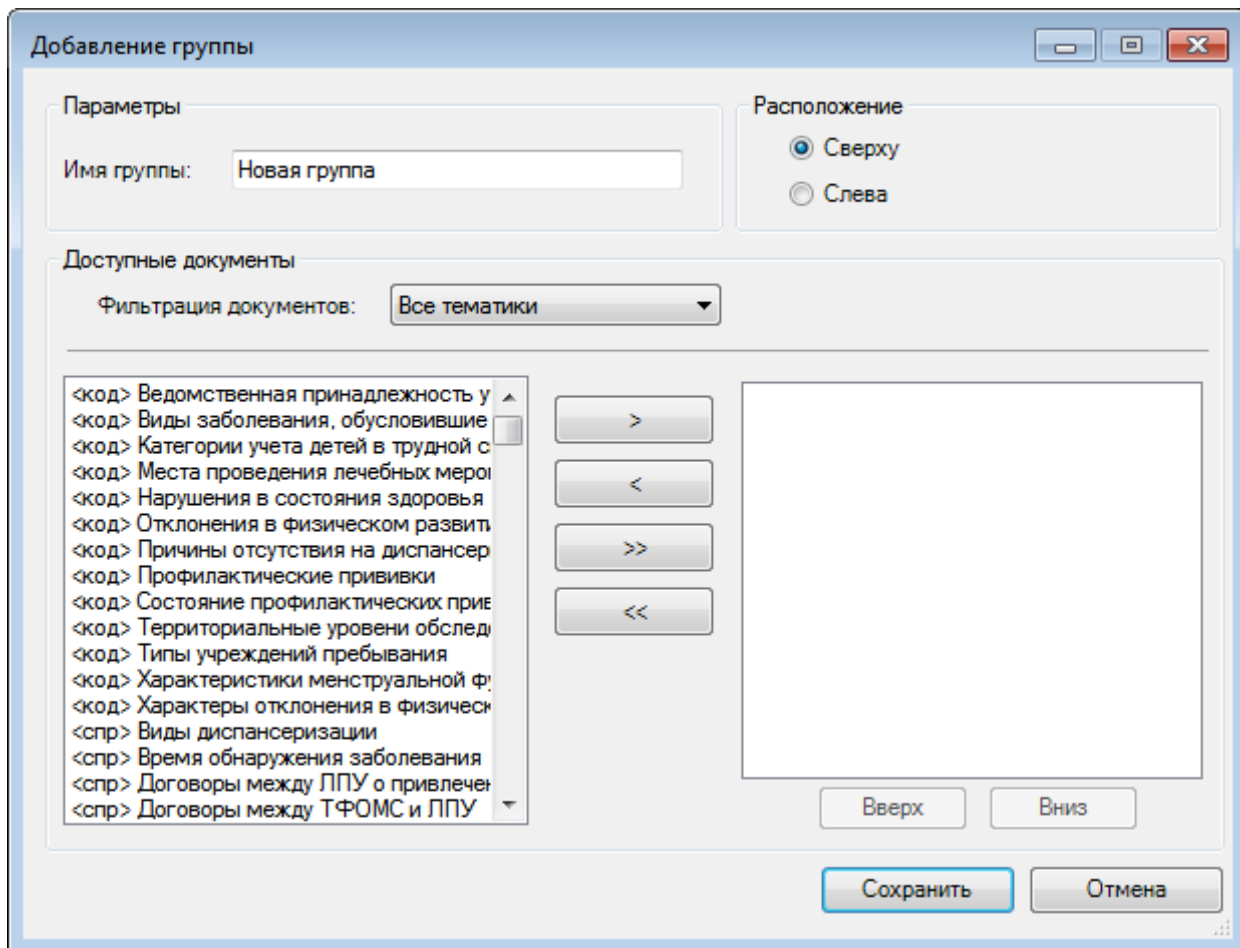 Добавление группы
Параметры
Имя группы:
Новая группа
Расположение
Сверху
Слева
Доступные документы
Фильтрация документов:
Все тематики
<код> Ведомственная принадлежность у
<код> Виды заболевания, обусловившие
<код> Категории учета детей в трудной с
<код> Места проведения лечебных меро
<код> Нарушения в состояния здоровья
<код> Отклонения в физическом развит
<код> Причины отсутствия на диспансер
<код> Профилактические прививки
<код> Состояние профилактических прив
<код> Территориальные уровени обслед
<код> Типы учреждений пребывания
<код> Характеристики менструальной ф
<код> Характеры отклонения в физическ
<спр> Виды диспансеризации
<спр> Время обнаружения заболевания
<спр> Договоры между ЛПУ о привлечен
<спр> Договоры между ТФОМС и ЛПУ
>
<
>>
<<
Вверх
Вниз
Сохранить
Отмена